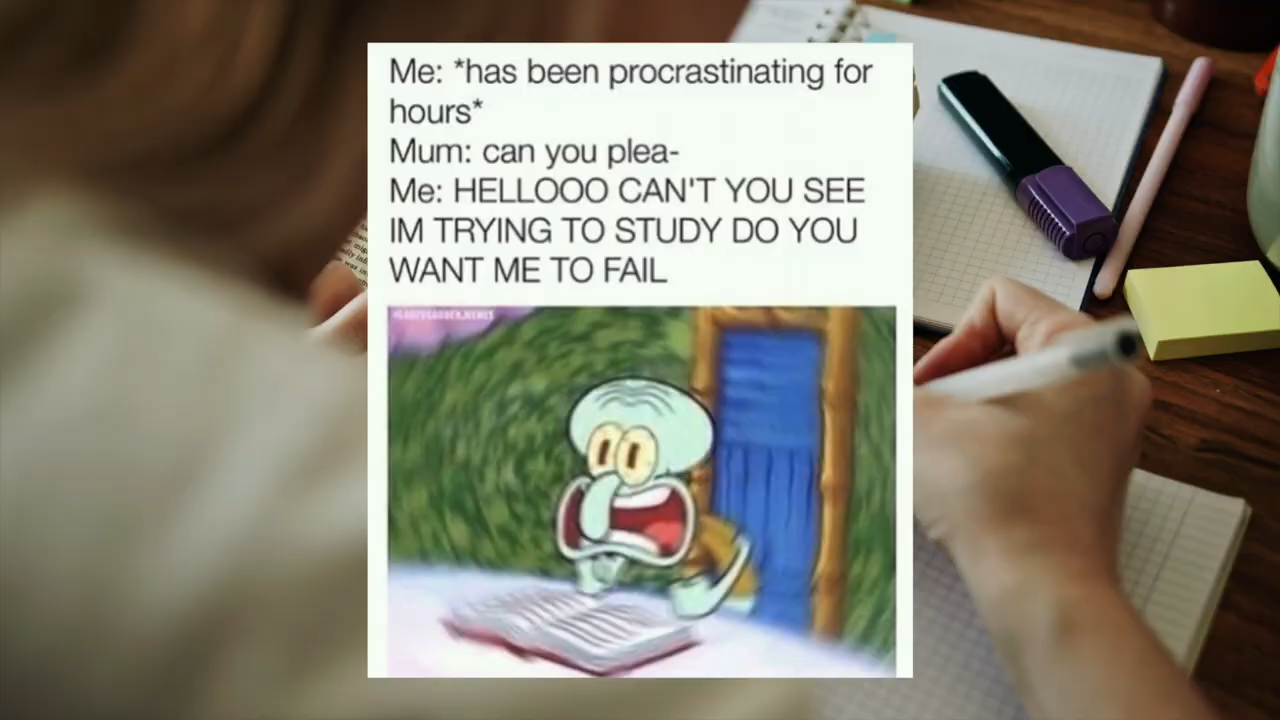 Me: *has been procrastinating for
hours*
Mum: can you plea-
Me: HELLOOO CAN'T YOU SEE
IM TRYING TO STUDY DO YOU
WANT ME TO FAIL